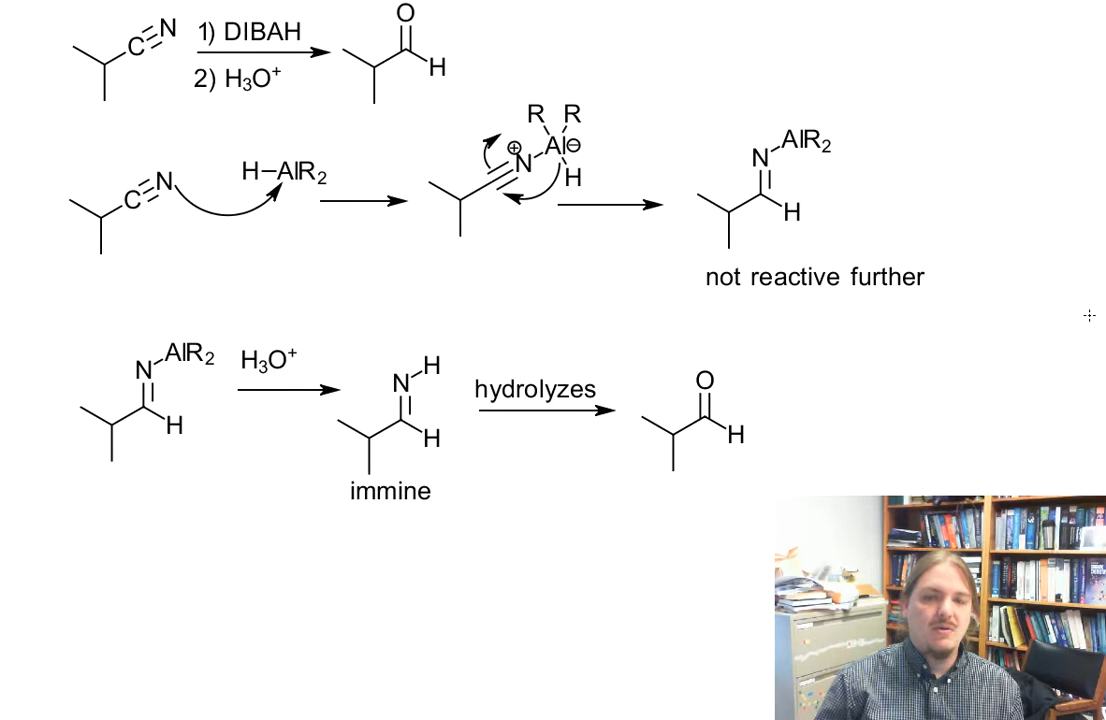 C≡N 1) DIBAH
2) H3O+
O
H
C≡N H-AlR2
R R
⊕ N Al ⊖
H
N AlR2
H
not reactive further
N AlR2
H
H3O+
N H
H
immine
hydrolyzes
O
H